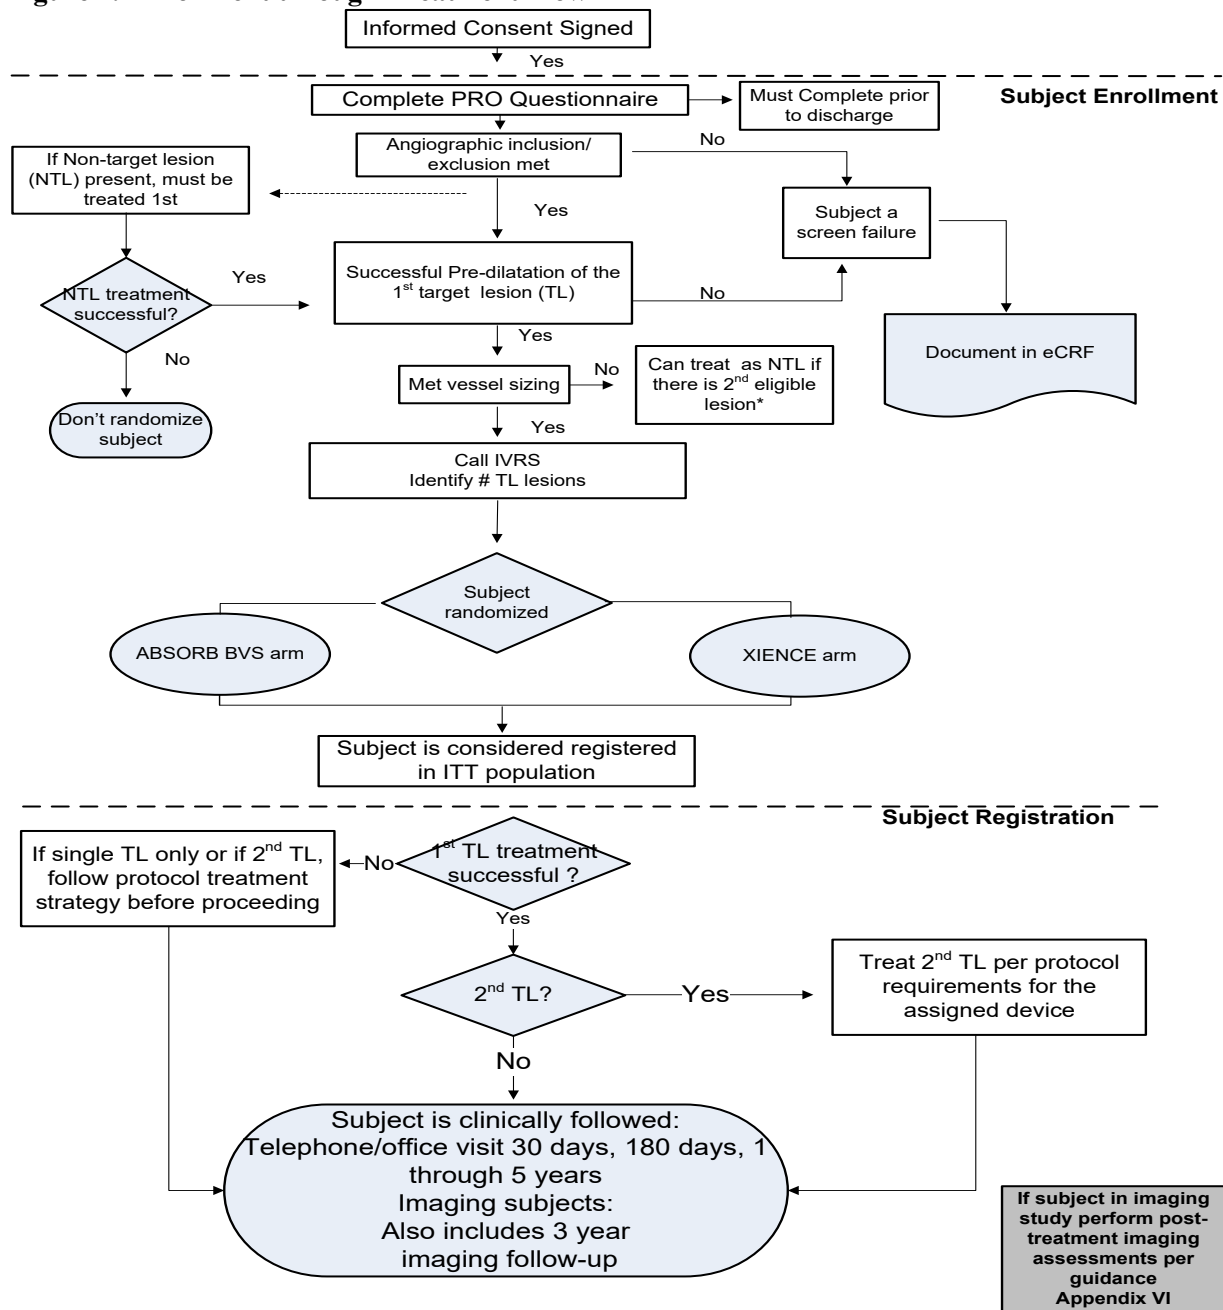 Informed Consent Signed
Yes
Subject Enrollment
Complete PRO Questionnaire
Must Complete prior
to discharge
Angiographic inclusion/
exclusion met
No
If Non-target lesion
(NTL) present, must be
treated 1st
Yes
Subject a
screen failure
Successful Pre-dilatation of the
1st target lesion (TL)
No
NTL treatment
successful?
Yes
No
Don't randomize
subject
Yes
Document in eCRF
Met vessel sizing
No
Can treat as NTL if
there is 2nd eligible
lesion*
Yes
Call IVRS
Identify # TL lesions
Subject
randomized
ABSORB BVS arm
XIENCE arm
Subject is considered registered
in ITT population
Subject Registration
1st TL treatment
successful ?
No
If single TL only or if 2nd TL,
follow protocol treatment
strategy before proceeding
Yes
2nd TL?
Yes
Treat 2nd TL per protocol
requirements for the
assigned device
No
Subject is clinically followed:
Telephone/office visit 30 days, 180 days, 1
through 5 years
Imaging subjects:
Also includes 3 year
imaging follow-up
If subject in imaging
study perform post-
treatment imaging
assessments per
guidance
Appendix VI